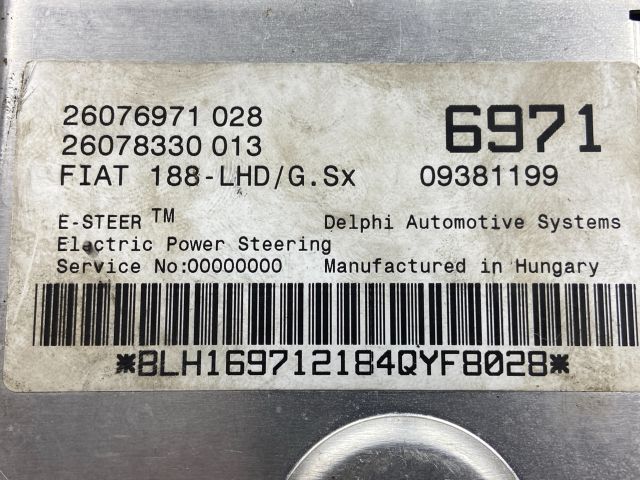 26076971 028 6971
26078330 013
FIAT 188-LHD/G.Sx 09381199
E-STEER TM Delphi Automotive Systems
Electric Power Steering
Service No:00000000 Manufactured in Hungary
*BLH169712184QYF8028*